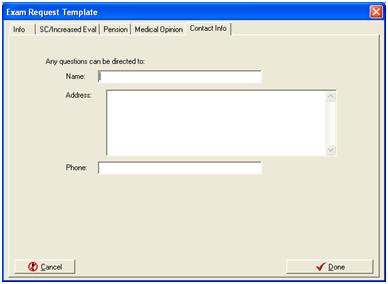 Exam Request Template
Info SC/Increased Eval Pension Medical Opinion Contact Info
Any questions can be directed to:
Name:
Address:
Phone:
Cancel Done